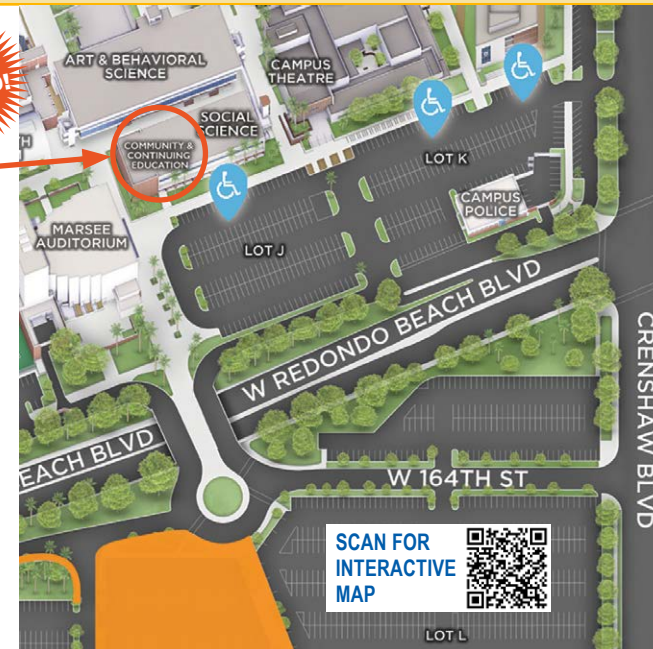 ART & BEHAVIORAL
SCIENCE
CAMPUS
THEATRE
SOCIAL
SCIENCE
COMMUNITY &
CONTINUING
EDUCATION
LOT K
CAMPUS
POLICE
MARSEE
AUDITORIUM
LOT J
W REDONDO BEACH BLVD
CRENSHAW BLVD
EACH BLVD
W 164TH ST
SCAN FOR
INTERACTIVE
MAP
LOT L